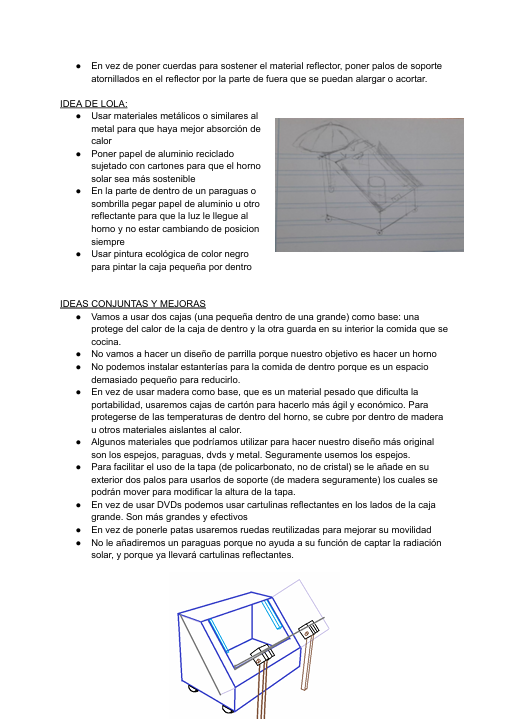 ● En vez de poner cuerdas para sostener el material reflector, poner palos de soporte
atornillados en el reflector por la parte de fuera que se puedan alargar o acortar.
IDEA DE LOLA:
● Usar materiales metálicos o similares al
metal para que haya mejor absorción de
calor
● Poner papel de aluminio reciclado
sujetado con cartones para que el horno
solar sea más sostenible
● En la parte de dentro de un paraguas o
sombrilla pegar papel de aluminio u otro
reflectante para que la luz le llegue al
horno y no estar cambiando de posicion
siempre
● Usar pintura ecológica de color negro
para pintar la caja pequeña por dentro
IDEAS CONJUNTAS Y MEJORAS
● Vamos a usar dos cajas (una pequeña dentro de una grande) como base: una
protege del calor de la caja de dentro y la otra guarda en su interior la comida que se
cocina.
● No vamos a hacer un diseño de parrilla porque nuestro objetivo es hacer un horno
● No podemos instalar estanterías para la comida de dentro porque es un espacio
demasiado pequeño para reducirlo.
● En vez de usar madera como base, que es un material pesado que dificulta la
portabilidad, usaremos cajas de cartón para hacerlo más ágil y económico. Para
protegerse de las temperaturas de dentro del horno, se cubre por dentro de madera
u otros materiales aislantes al calor.
● Algunos materiales que podríamos utilizar para hacer nuestro diseño más original
son los espejos, paraguas, dvds y metal. Seguramente usemos los espejos.
● Para facilitar el uso de la tapa (de policarbonato, no de cristal) se le añade en su
exterior dos palos para usarlos de soporte (de madera seguramente) los cuales se
podrán mover para modificar la altura de la tapa.
● En vez de usar DVDs podemos usar cartulinas reflectantes en los lados de la caja
grande. Son más grandes y efectivos
● En vez de ponerle patas usaremos ruedas reutilizadas para mejorar su movilidad
● No le añadiremos un paraguas porque no ayuda a su función de captar la radiación
solar, y porque ya llevará cartulinas reflectantes.